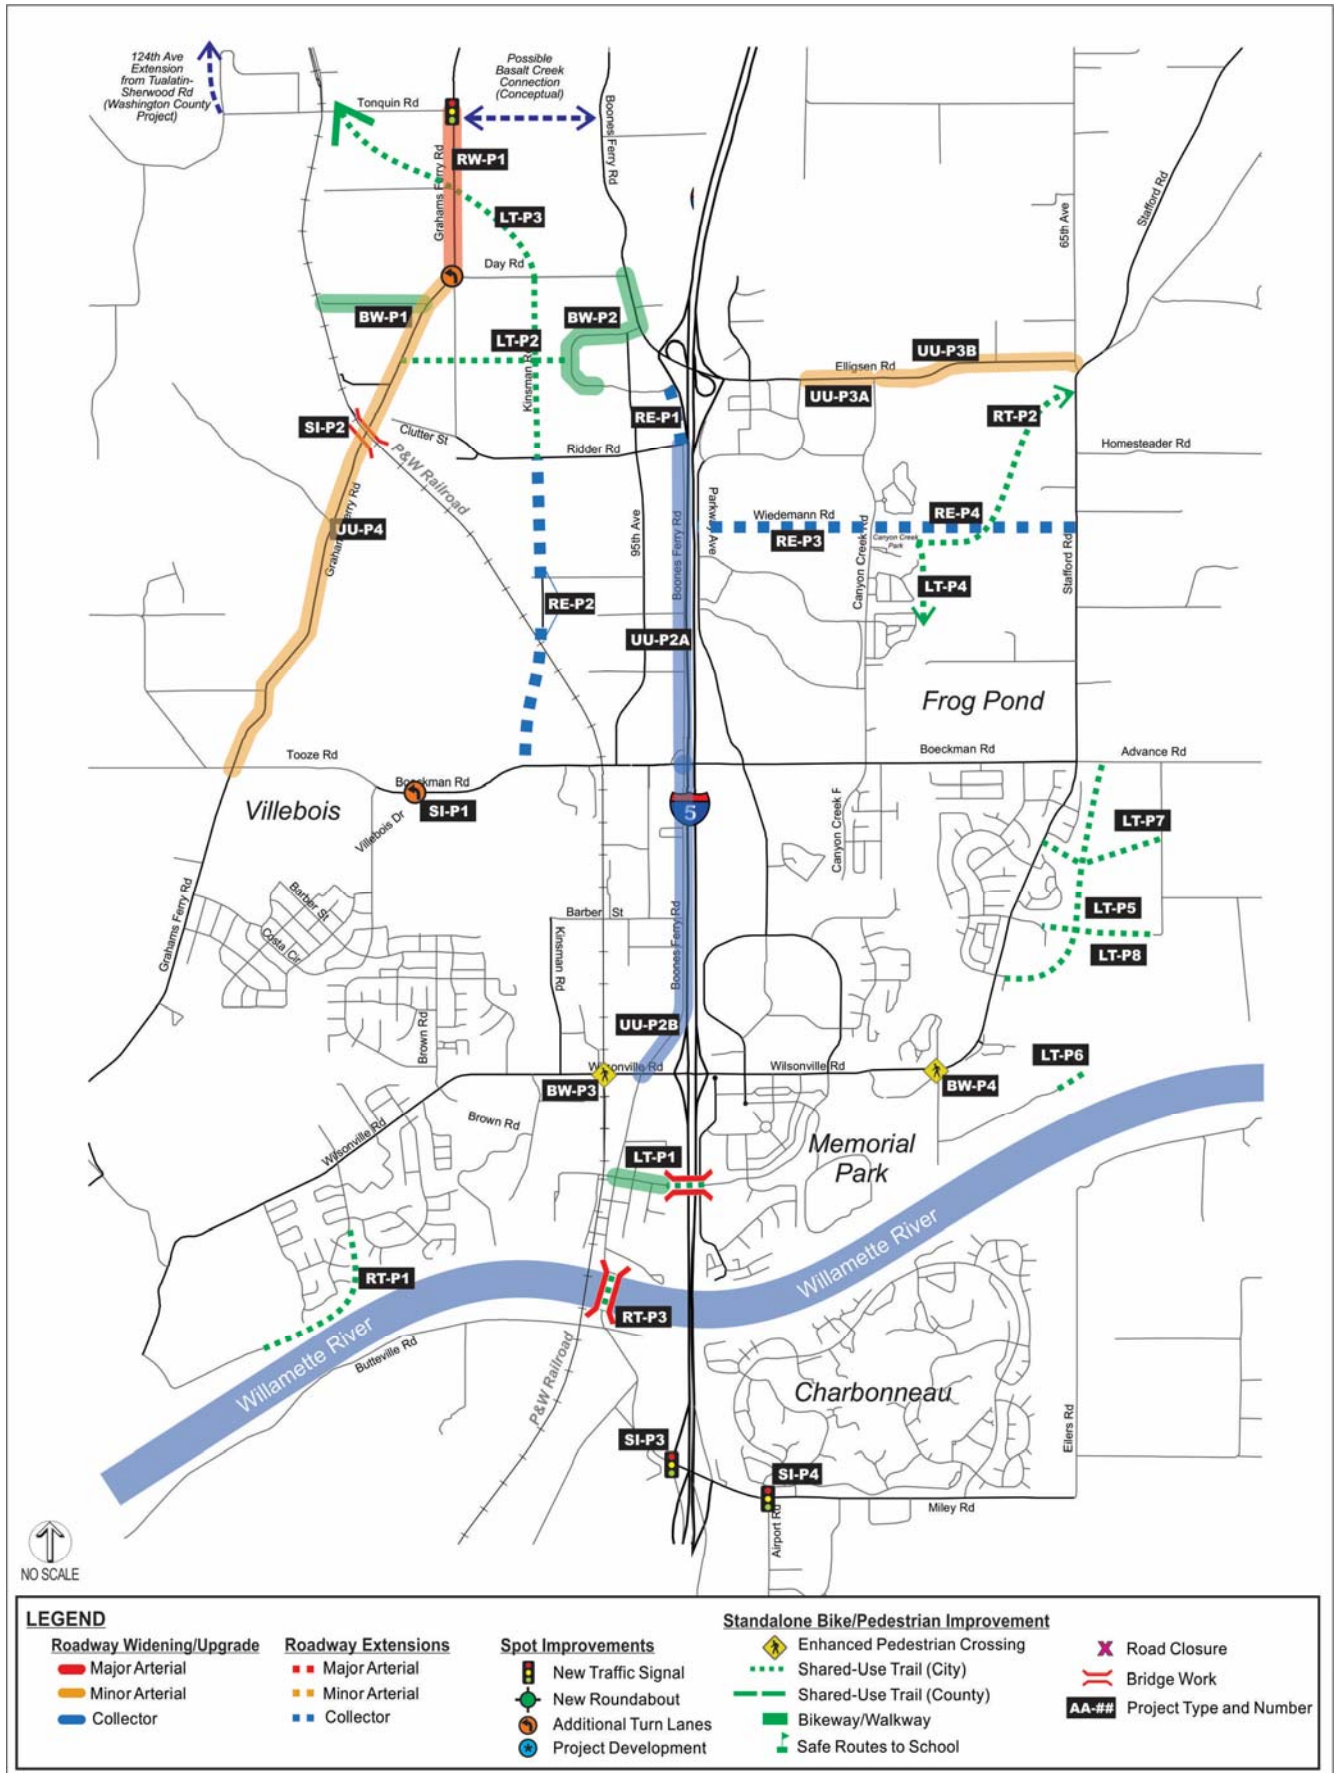 124th Ave
Extension
from Tualatin-
Sherwood Rd
(Washington County
Project)
Possible
Basalt Creek
Connection
(Conceptual)
Tonquin Rd
Boones Ferry Rd
RW-P1
Grahams Ferry Rd
LT-P3
65th Ave
Stafford Rd
Day Rd
BW-P1
BW-P2
LT-P2
Kinsman
UU-P3B
Elligsen Rd
UU-P3A
RE-P1
RT-P2
SI-P2
Clutter St
Ridder Rd
Homesteader Rd
P&W Railroad
Parkway Ave
Wiedemann Rd
RE-P4
RE-P3
Canyon Creek
Park
Canyon Creek Rd
Stafford Rd
UU-P4
95th Ave
Boones Ferry Rd
LT-P4
RE-P2
UU-P2A
Frog Pond
Tooze Rd
Boeckman Rd
Boeckman Rd
Advance Rd
Villebois
SI-P1
Villebois Dr
5
Canyon Creek F
LT-P7
Grahams Ferry Rd
Barber St
Costa Cir
Barber St
Kinsman Rd
Boones Ferry Rd
LT-P5
LT-P8
Brown Rd
UU-P2B
Wilsonville Rd
Wilsonville Rd
LT-P6
BW-P3
BW-P4
Wilsonville Rd
Brown Rd
LT-P1
Memorial
Park
RT-P1
RT-P3
Willamette River
Willamette River
Butteville Rd
P&W Railroad
Charbonneau
Eilers Rd
SI-P3
SI-P4
Miley Rd
Airport Rd
NO SCALE
LEGEND
Roadway Widening/Upgrade
Major Arterial
Minor Arterial
Collector
Roadway Extensions
Major Arterial
Minor Arterial
Collector
Spot Improvements
New Traffic Signal
New Roundabout
Additional Turn Lanes
Project Development
Standalone Bike/Pedestrian Improvement
Enhanced Pedestrian Crossing
Shared-Use Trail (City)
Shared-Use Trail (County)
Bikeway/Walkway
Safe Routes to School
Road Closure
Bridge Work
AA-## Project Type and Number